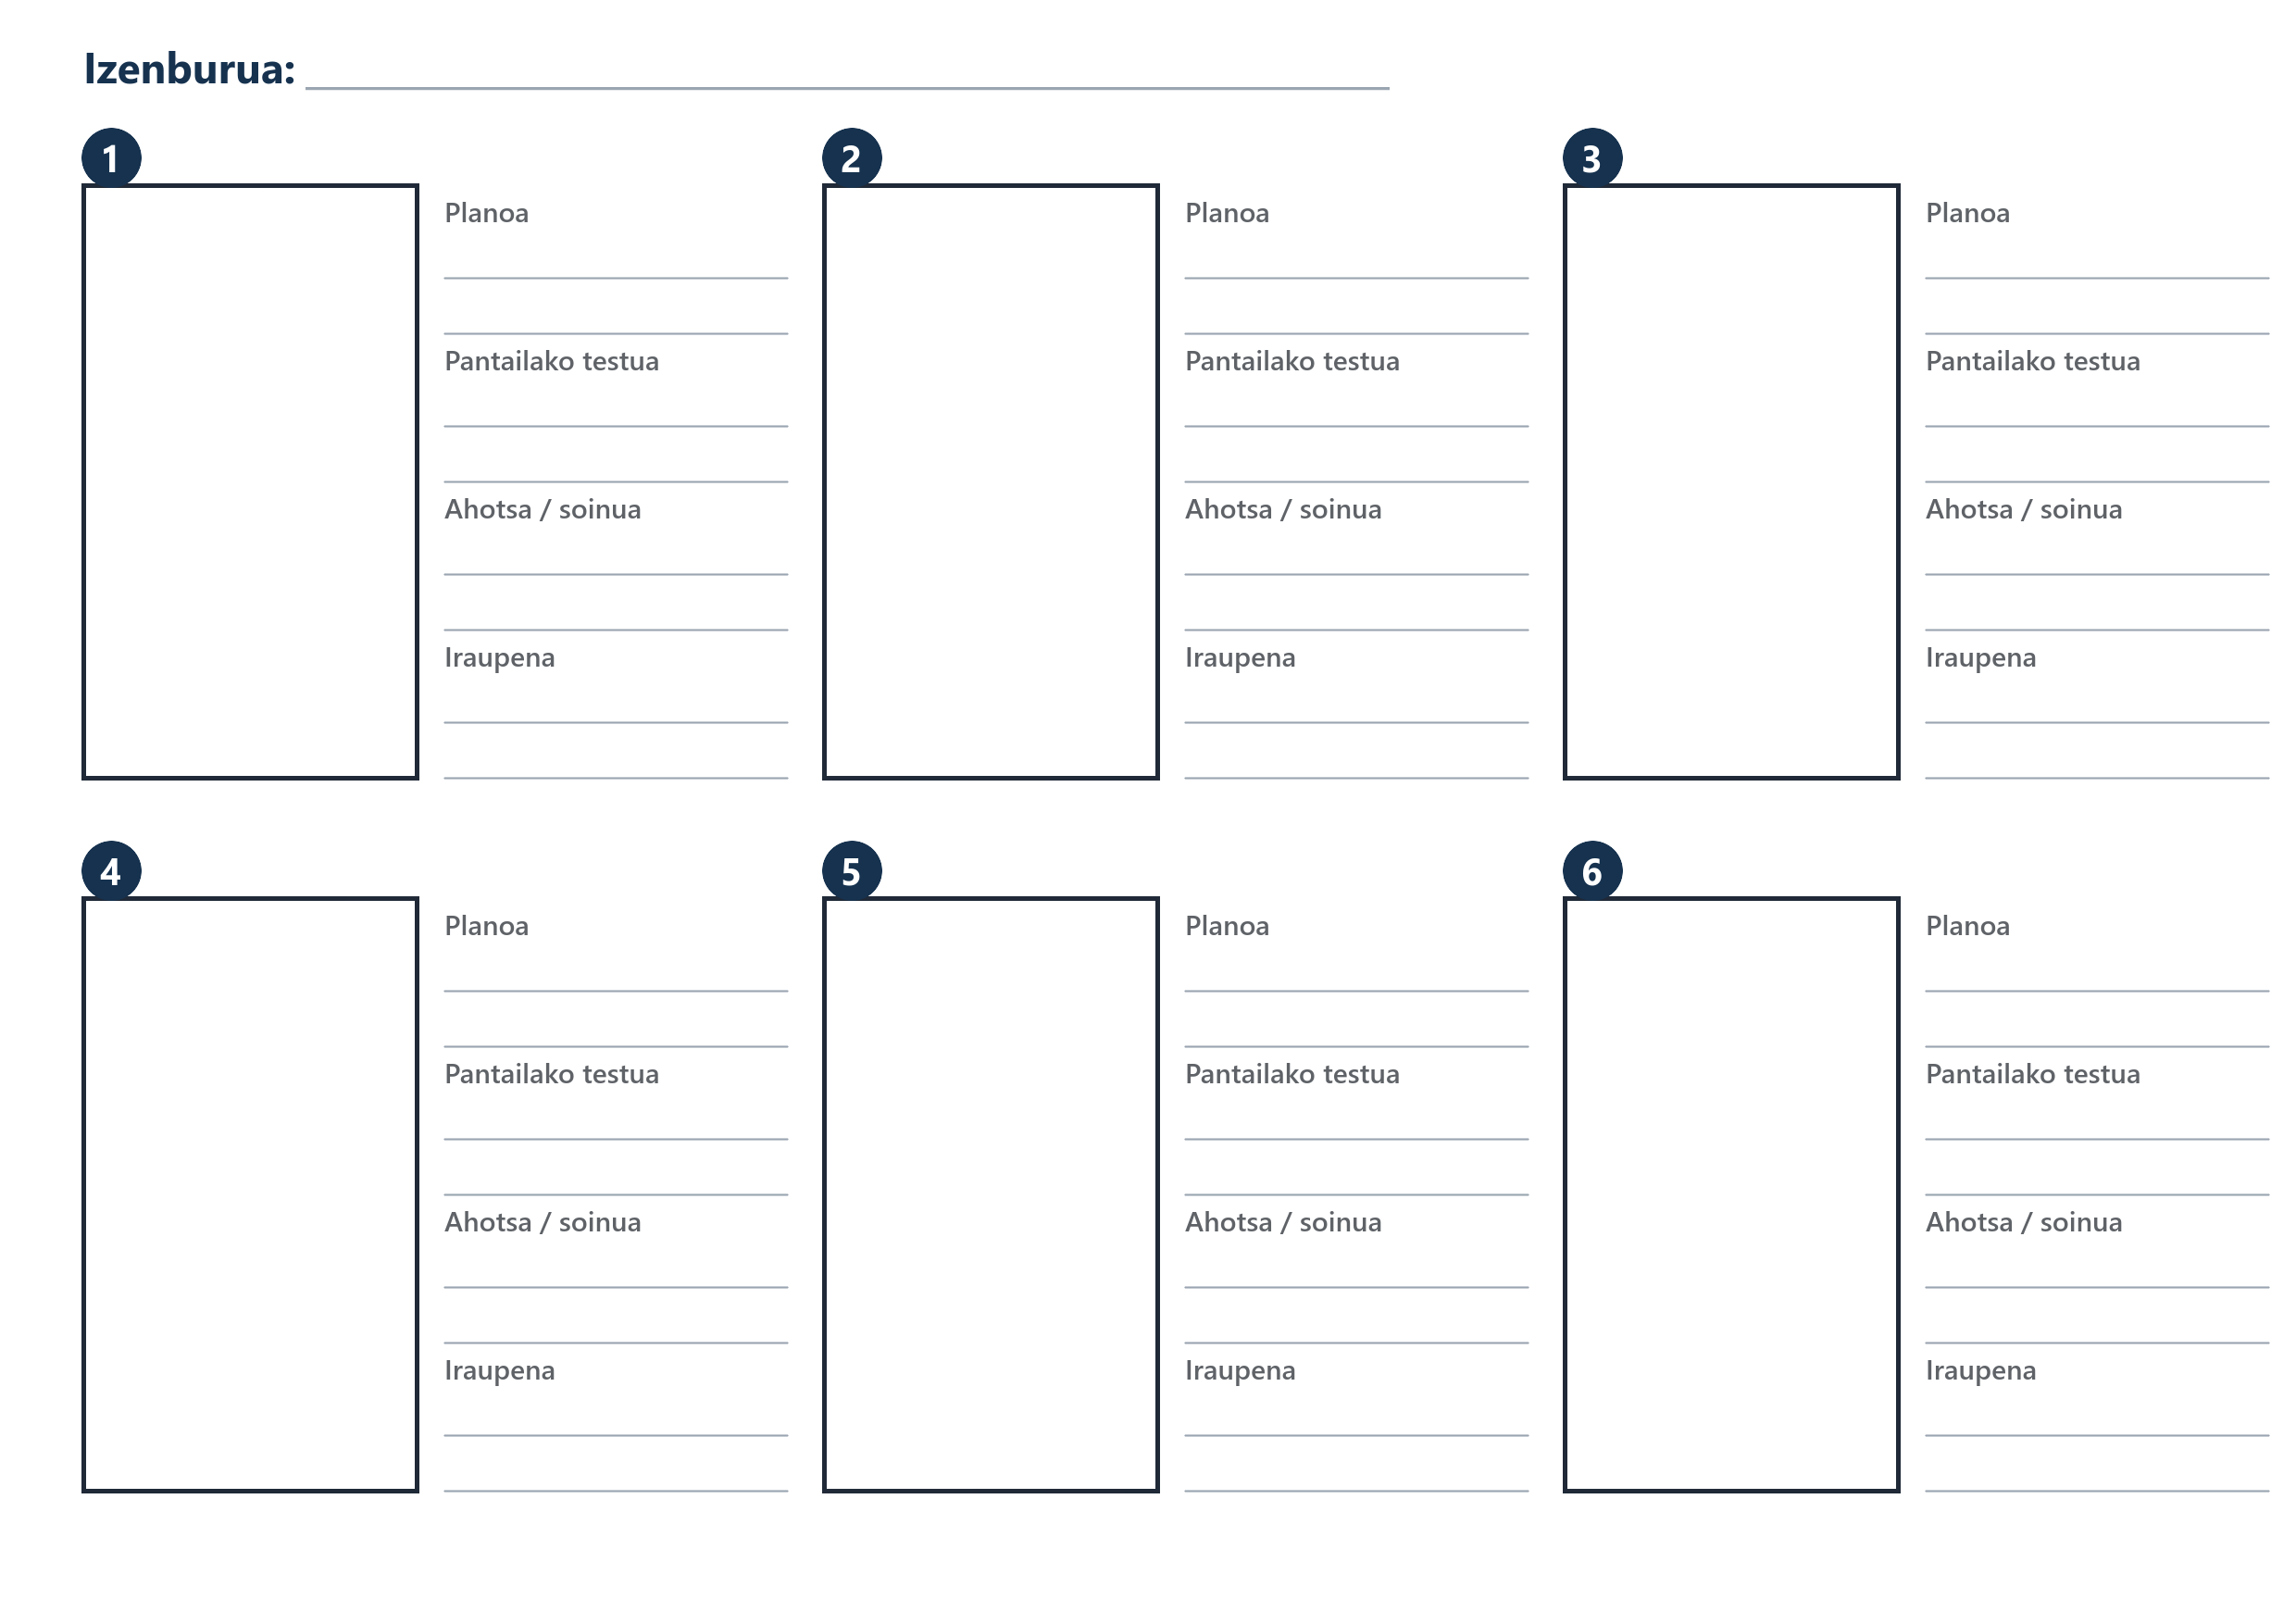 Izenburua:
1
Planoa
Pantailako testua
Ahotsa / soinua
Iraupena
2
Planoa
Pantailako testua
Ahotsa / soinua
Iraupena
3
Planoa
Pantailako testua
Ahotsa / soinua
Iraupena
4
Planoa
Pantailako testua
Ahotsa / soinua
Iraupena
5
Planoa
Pantailako testua
Ahotsa / soinua
Iraupena
6
Planoa
Pantailako testua
Ahotsa / soinua
Iraupena